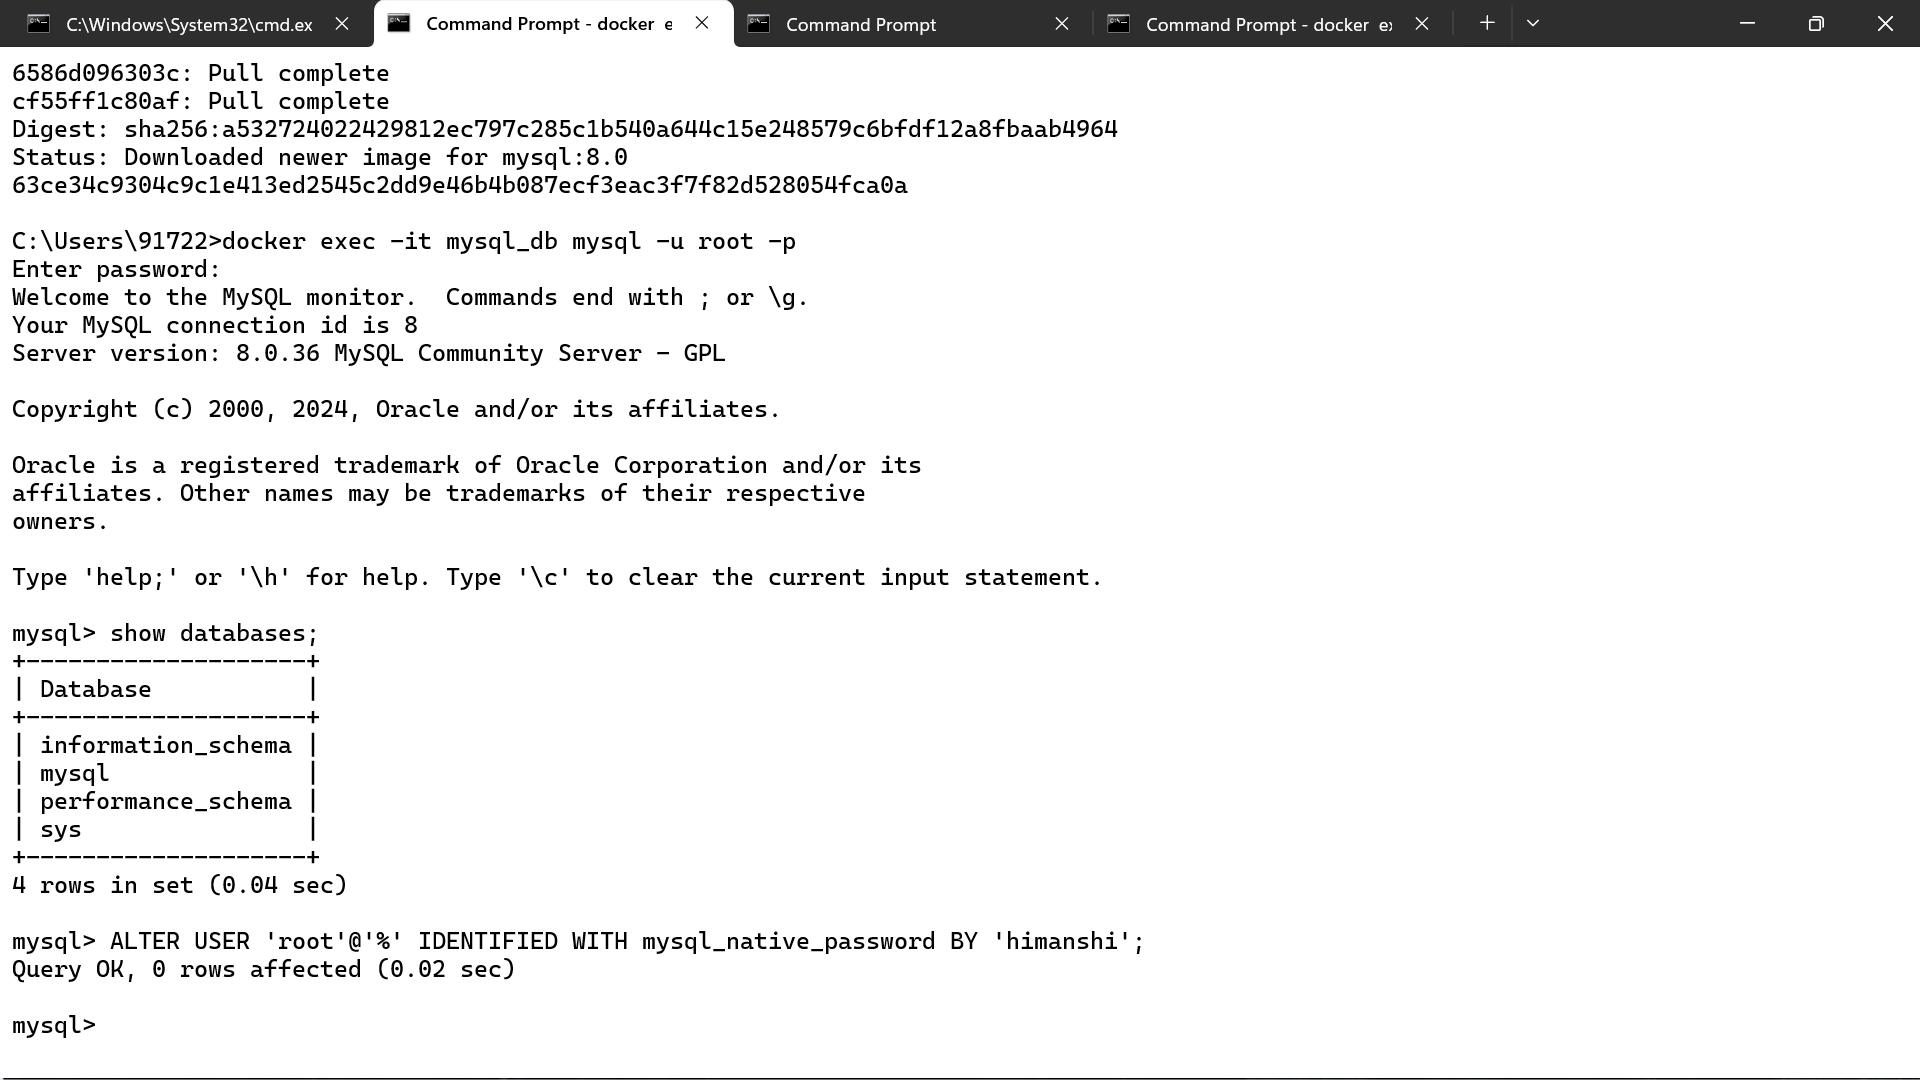 C:\Windows\System32\cmd.ex
Command Prompt - docker e
Command Prompt
Command Prompt - docker ex
6586d096303c: Pull complete
cf55ff1c80af: Pull complete
Digest: sha256:a532724022429812ec797c285c1b540a644c15e248579c6bfdf12a8fbaab4964
Status: Downloaded newer image for mysql:8.0
63ce34c9304c9c1e413ed2545c2dd9e46b4b087ecf3eac3f7f82d528054fca0a
C:\Users\91722>docker exec -it mysql_db mysql -u root -p
Enter password:
Welcome to the MySQL monitor.  Commands end with ; or \g.
Your MySQL connection id is 8
Server version: 8.0.36 MySQL Community Server - GPL
Copyright (c) 2000, 2024, Oracle and/or its affiliates.
Oracle is a registered trademark of Oracle Corporation and/or its
affiliates. Other names may be trademarks of their respective
owners.
Type 'help;' or '\h' for help. Type '\c' to clear the current input statement.
mysql> show databases;
+--------------------+
| Database           |
+--------------------+
| information_schema |
| mysql              |
| performance_schema |
| sys                |
+--------------------+
4 rows in set (0.04 sec)
mysql> ALTER USER 'root'@'%' IDENTIFIED WITH mysql_native_password BY 'himanshi';
Query OK, 0 rows affected (0.02 sec)
mysql>